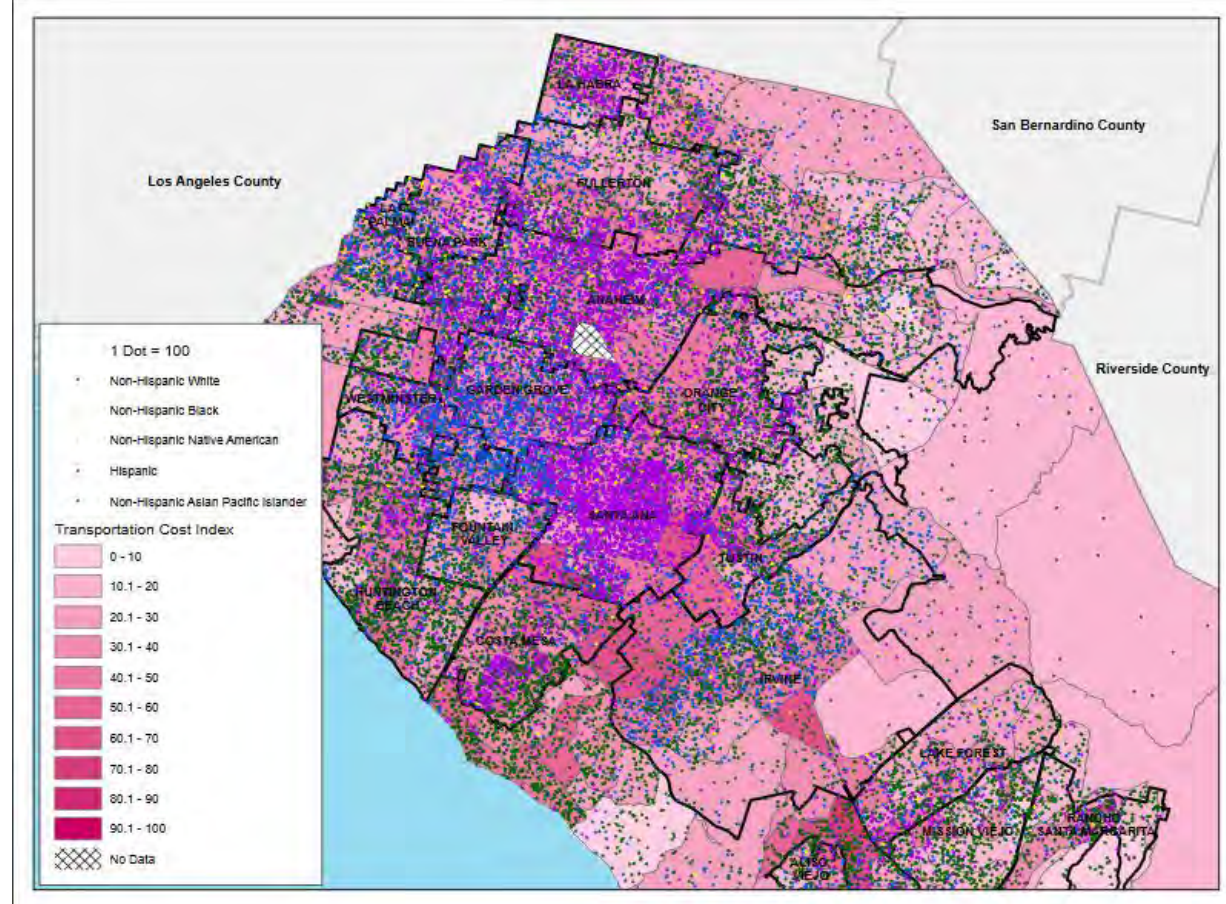 LA HABRA
San Bernardino County
Los Angeles County
FULLERTON
LA
PALMA
BUENA PARK
ANAHEIM
Riverside County
1 Dot = 100
Non-Hispanic White
Non-Hispanic Black
Non-Hispanic Native American
Hispanic
Non-Hispanic Asian Pacific Islander
Transportation Cost Index
0 - 10
10.1 - 20
20.1 - 30
30.1 - 40
40.1 - 50
50.1 - 60
60.1 - 70
70.1 - 80
80.1 - 90
90.1 - 100
No Data
GARDEN GROVE
WESTMINSTER
ORANGE
CITY
SANTA ANA
FOUNTAIN
VALLEY
TUSTIN
HUNTINGTON
BEACH
COSTA MESA
IRVINE
LAKE FOREST
MISSION VIEJO
RANCHO
SANTA MARGARITA
ALISO
VIEJO